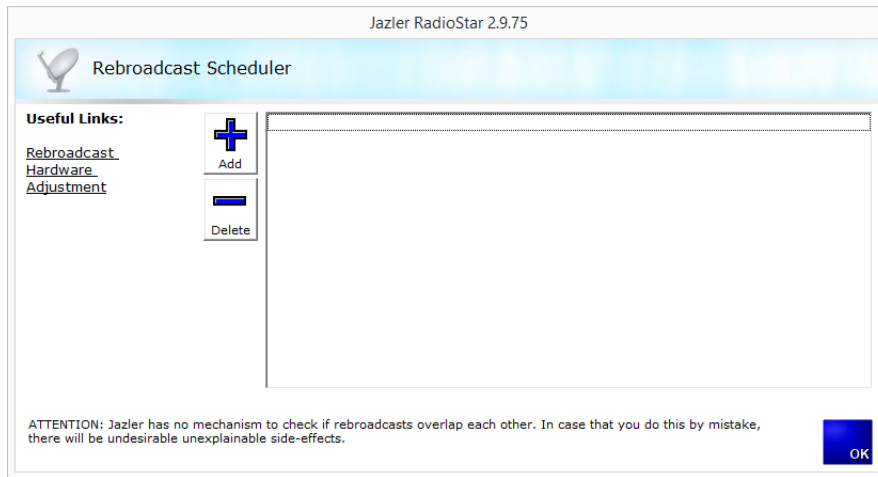 Jazler RadioStar 2.9.75
Rebroadcast Scheduler
Useful Links:
Rebroadcast
Hardware
Adjustment
Add
Delete
ATTENTION: Jazler has no mechanism to check if rebroadcasts overlap each other. In case that you do this by mistake,
there will be undesirable unexplainable side-effects.
OK